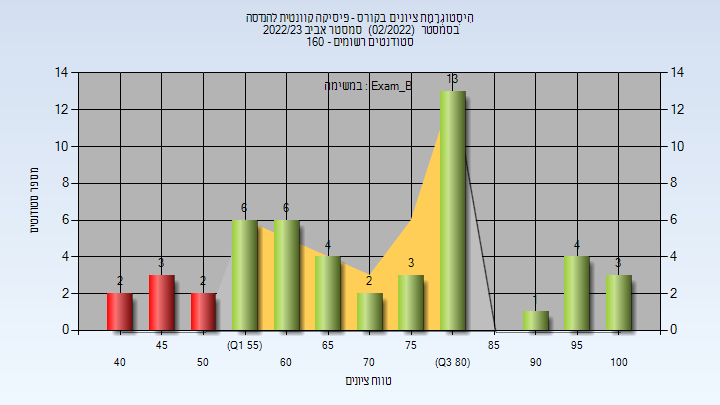 היסטוגרמת ציונים בקורס - פיסיקה קוונטית להנדסה
בסמסטר (02/2022) סמסטר אביב 2022/23
סטודנטים רשומים - 160
במשימה : Exam_B
מספר סטודנטים
14 14
12 12
10 10
8 8
6 6
4 4
2 2
0 0
2 3 2 6 6 4 2 3 13 1 4 3
45 (Q1 55) 65 75 85 95
40 50 60 70 (Q3 80) 90 100
טווח ציונים